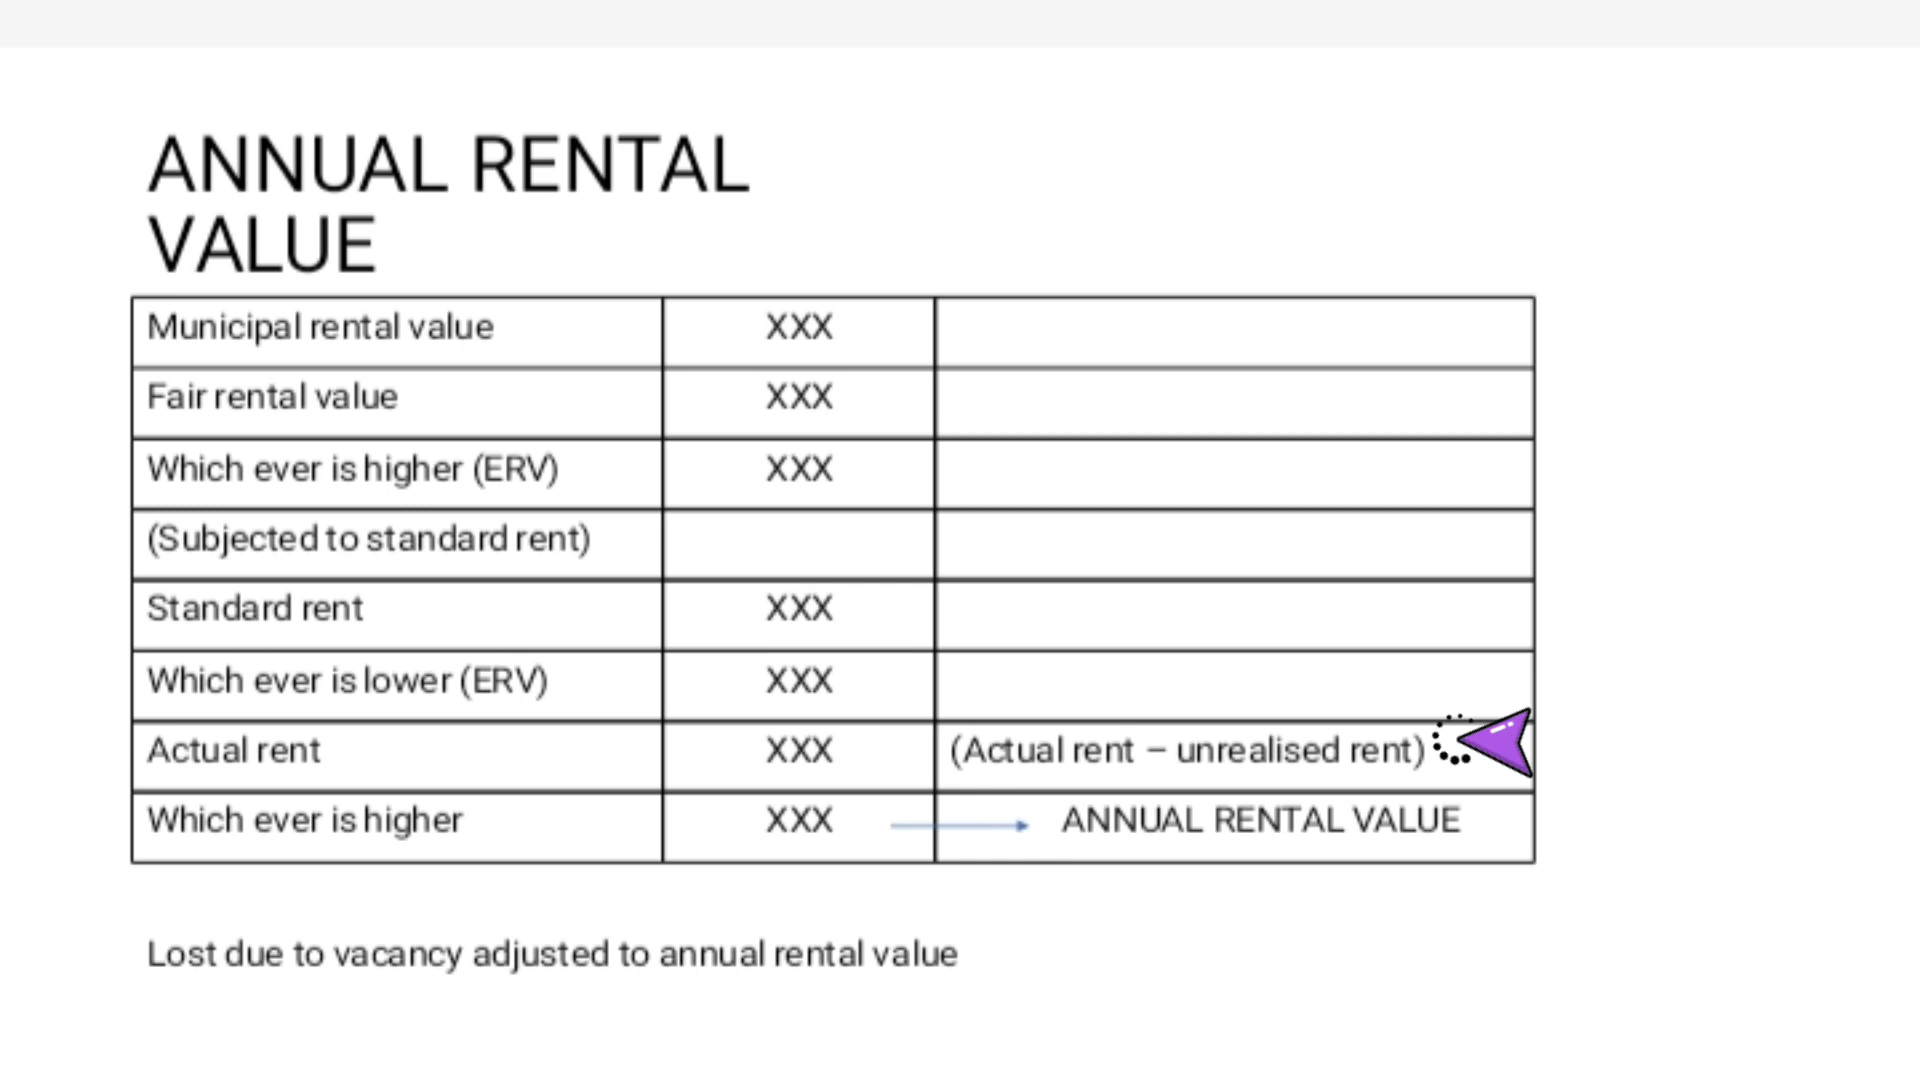 ANNUAL RENTAL
VALUE
Municipal rental value XXX
Fair rental value XXX
Which ever is higher (ERV) XXX
(Subjected to standard rent)
Standard rent XXX
Which ever is lower (ERV) XXX
Actual rent XXX (Actual rent – unrealised rent)
Which ever is higher XXX ANNUAL RENTAL VALUE
Lost due to vacancy adjusted to annual rental value